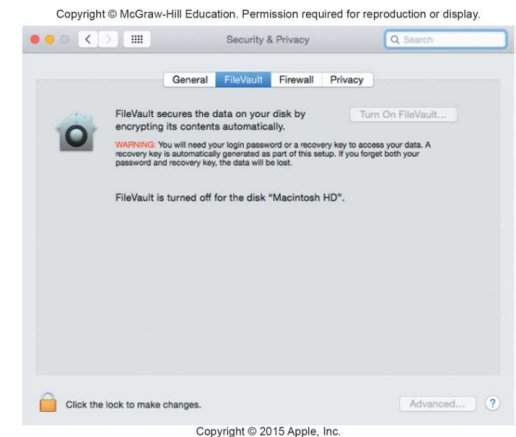 Copyright © McGraw-Hill Education. Permission required for reproduction or display.
Security & Privacy
Search
General
FileVault
Firewall
Privacy
FileVault secures the data on your disk by
encrypting its contents automatically.
Turn On FileVault...
WARNING: You will need your login password or a recovery key to access your data. A
recovery key is automatically generated as part of this setup. If you forget both your
password and recovery key, the data will be lost.
FileVault is turned off for the disk "Macintosh HD".
Click the lock to make changes.
Advanced...
?
Copyright © 2015 Apple, Inc.